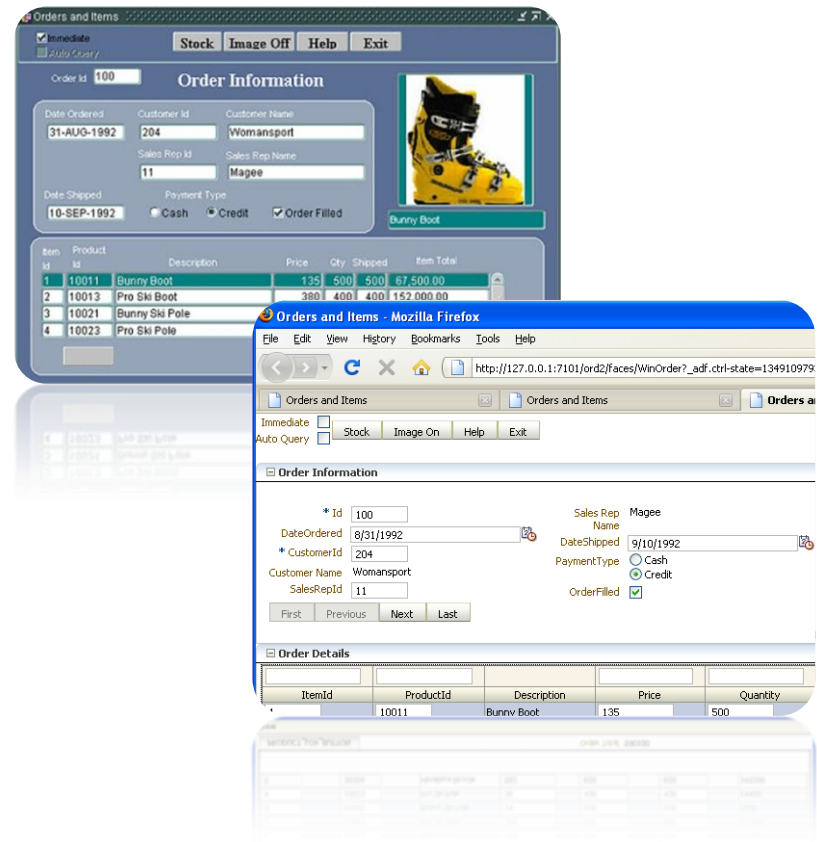 Orders and Items
Immediate
Auto Query
Stock Image Off Help Exit
Order Id 100 Order Information
Date Ordered Customer Id Customer Name
31-AUG-1992 204 Womansport
Sales Rep Id Sales Rep Name
11 Magee
Date Shipped Payment Type
10-SEP-1992 Cash Credit Order Filled
Bunny Boot
Item Id Product Id Description Price Qty Shipped Item Total
1 10011 Bunny Boot 135 500 500 67,500.00
2 10013 Pro Ski Boot 380 400 400 152,000.00
3 10021 Bunny Ski Pole
4 10023 Pro Ski Pole
Orders and Items - Mozilla Firefox
File Edit View History Bookmarks Tools Help
http://127.0.0.1:7101/ord2/faces/WinOrder?_adf.ctrl-state=134910979
Orders and Items Orders and Items Orders a
Immediate
Auto Query
Stock Image On Help Exit
Order Information
* Id 100
DateOrdered 8/31/1992
* CustomerId 204
Customer Name Womansport
SalesRepId 11
Sales Rep Name Magee
DateShipped 9/10/1992
PaymentType Cash
Credit
OrderFilled
First Previous Next Last
Order Details
ItemId ProductId Description Price Quantity
1 10011 Bunny Boot 135 500